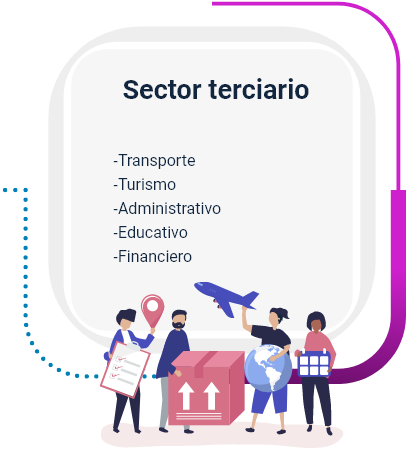 Sector terciario
-Transporte
-Turismo
-Administrativo
-Educativo
-Financiero